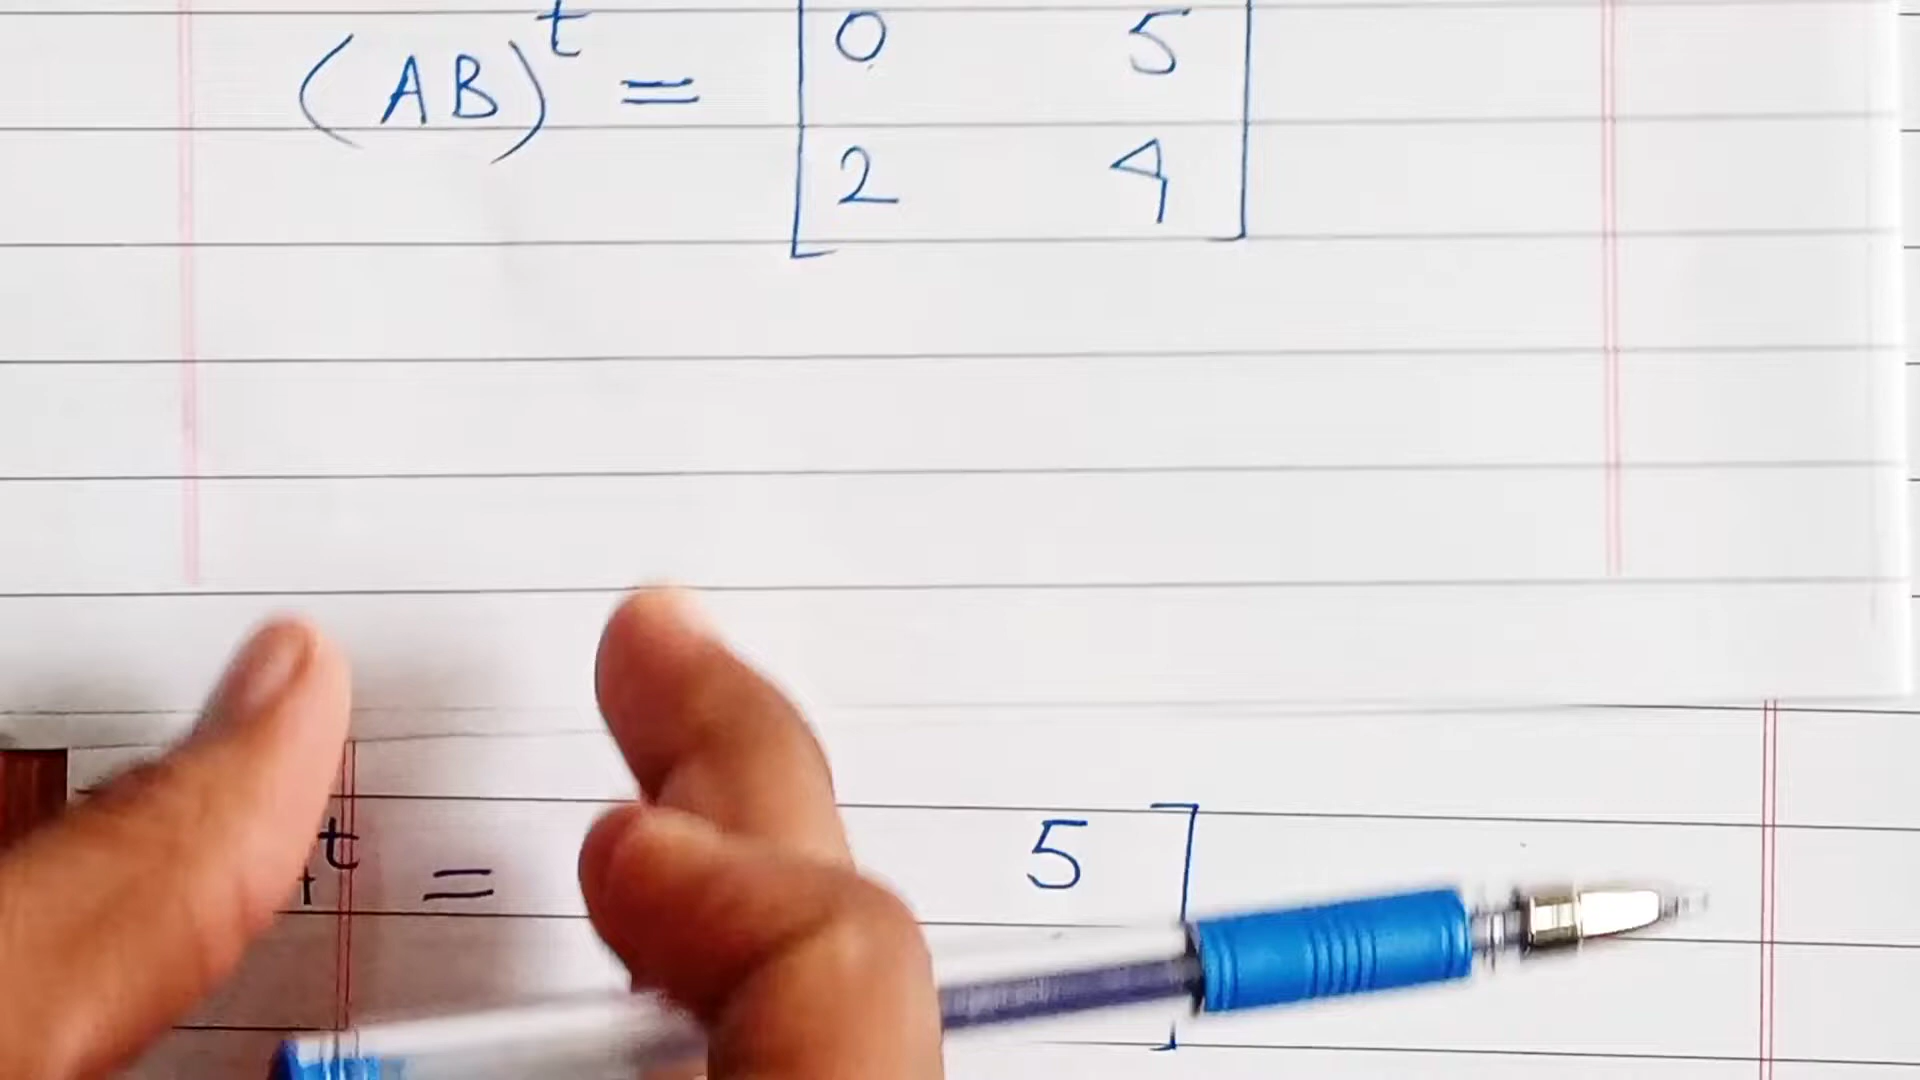 (AB)^t = [0 5
2 4]
t = 5]